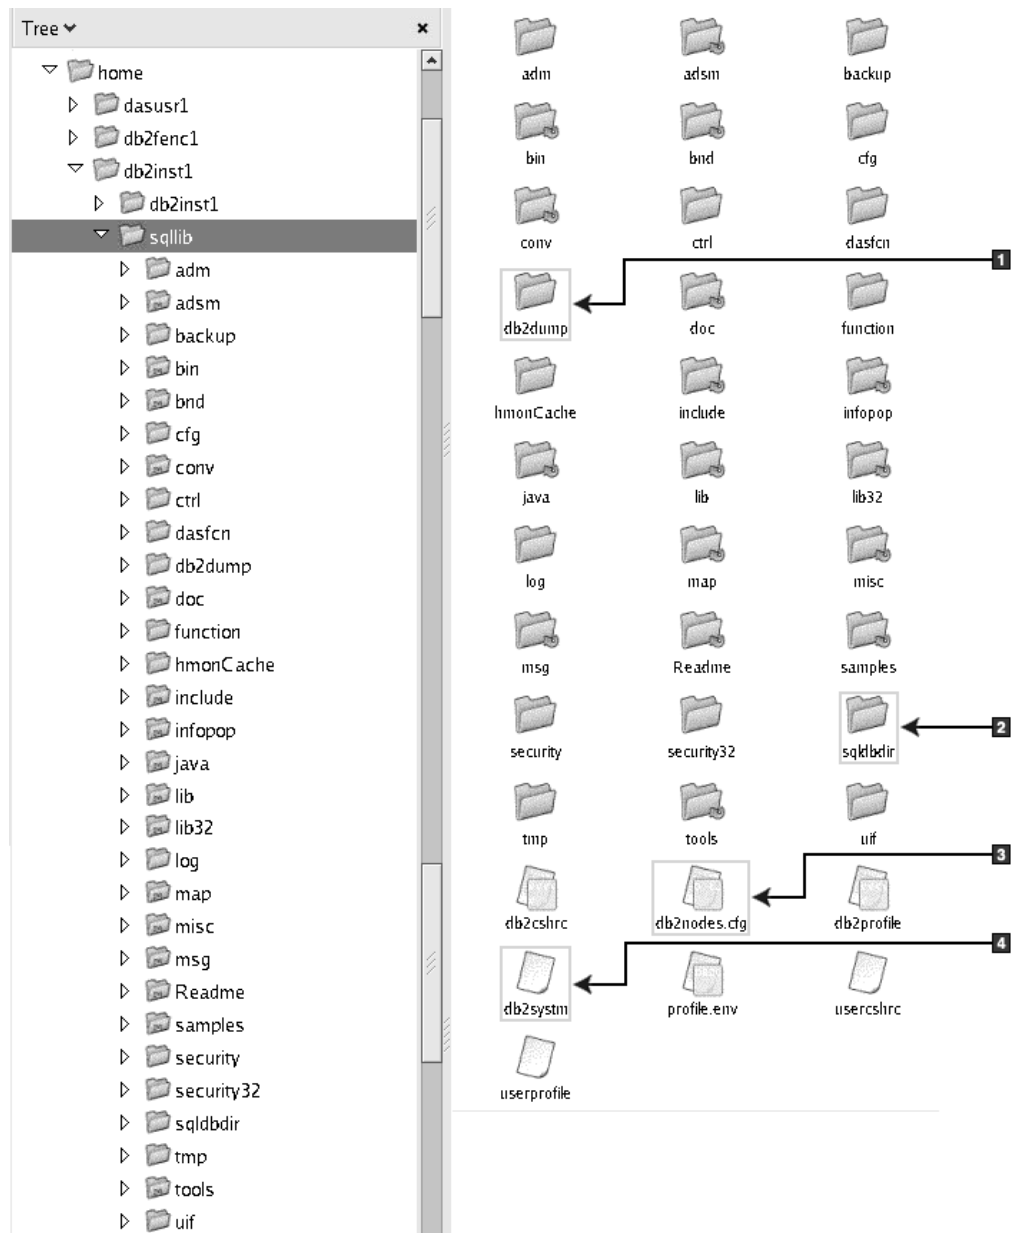 Tree
home
dasusr1
db2fenc1
db2inst1
db2inst1
sqllib
adm
adsm
backup
bin
bnd
cfg
conv
ctrl
dasfcn
db2dump
doc
function
hmonCache
include
infopop
java
lib
lib32
log
map
misc
msg
Readme
samples
security
security32
sqldbdir
tmp
tools
uif
adm adsm backup
bin bnd cfg
conv ctrl dasfcn
1
db2dump doc function
hmonCache include infopop
java lib lib32
log map misc
msg Readme samples
2
security security32 sqldbdir
tmp tools uif
3
db2cshrc db2nodes.cfg db2profile
4
db2systm profile.env usercshrc
userprofile